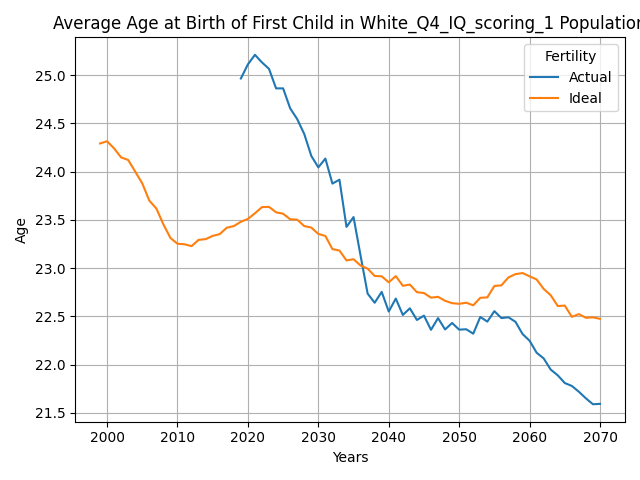 Average Age at Birth of First Child in White_Q4_IQ_scoring_1 Population
Fertility
Actual
Ideal
25.0
24.5
24.0
23.5
23.0
22.5
22.0
21.5
Age
2000 2010 2020 2030 2040 2050 2060 2070
Years